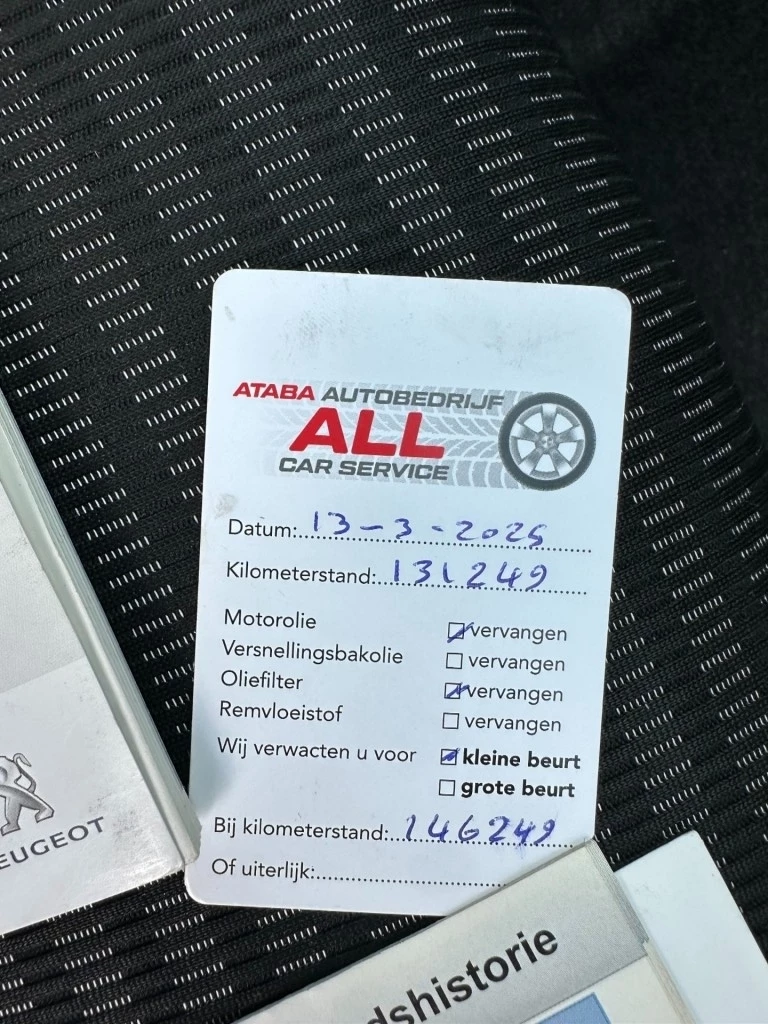 ATABA AUTOBEDRIJF
ALL
CAR SERVICE
Datum: 13-3-2025
Kilometerstand: 131249
Motorolie vervangen
Versnellingsbakolie vervangen
Oliefilter vervangen
Remvloeistof vervangen
Wij verwacten u voor kleine beurt
grote beurt
Bij kilometerstand: 146249
Of uiterlijk:
EUGEOT
dshistorie